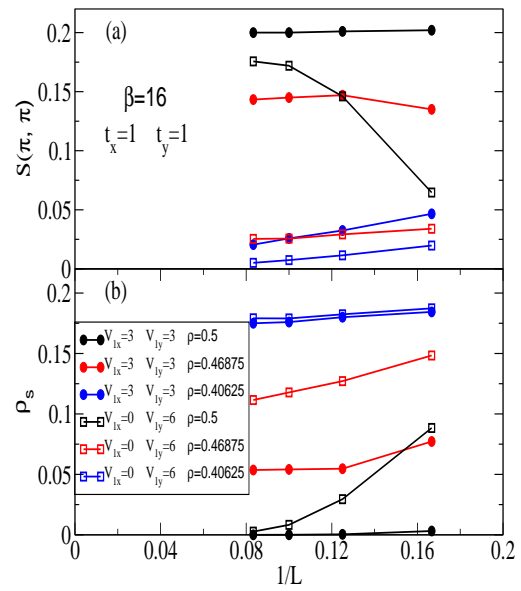 (a)
0.2
0.15
0.1
0.05
0
S(π, π)
β=16
t_x=1 t_y=1
(b)
0.2
0.15
0.1
0.05
0
ρ_s
V_1x=3 V_1y=3 ρ=0.5
V_1x=3 V_1y=3 ρ=0.46875
V_1x=3 V_1y=3 ρ=0.40625
V_1x=0 V_1y=6 ρ=0.5
V_1x=0 V_1y=6 ρ=0.46875
V_1x=0 V_1y=6 ρ=0.40625
0 0.04 0.08 0.12 0.16 0.2
1/L